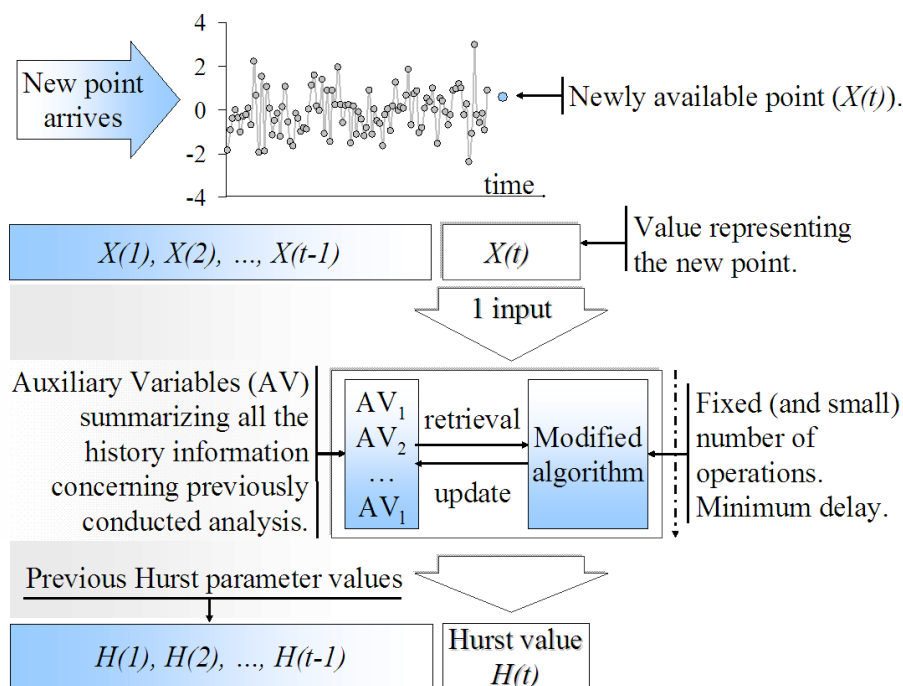 4
2
0
-2
-4
New point
arrives
time
Newly available point (X(t)).
X(1), X(2), ..., X(t-1)
X(t)
Value representing
the new point.
1 input
Auxiliary Variables (AV)
summarizing all the
history information
concerning previously
conducted analysis.
AV1
AV2
...
AV1
retrieval
update
Modified
algorithm
Fixed (and small)
number of
operations.
Minimum delay.
Previous Hurst parameter values
H(1), H(2), ..., H(t-1)
Hurst value
H(t)